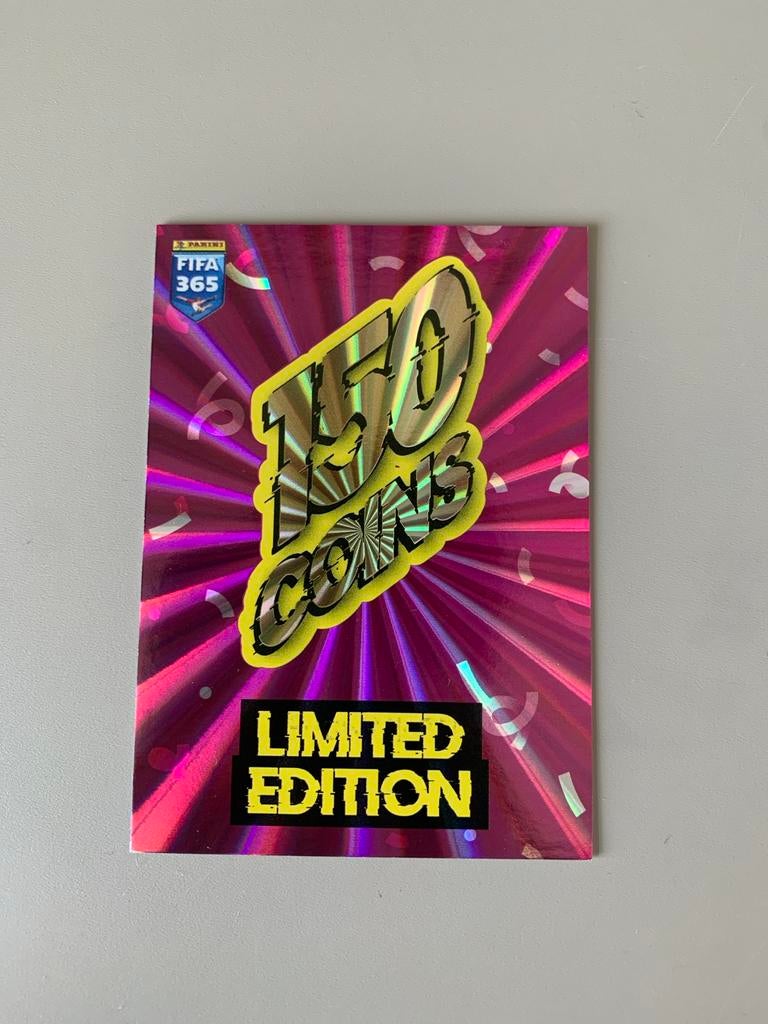 PANINI
FIFA
365
150
COINS
LIMITED
EDITION